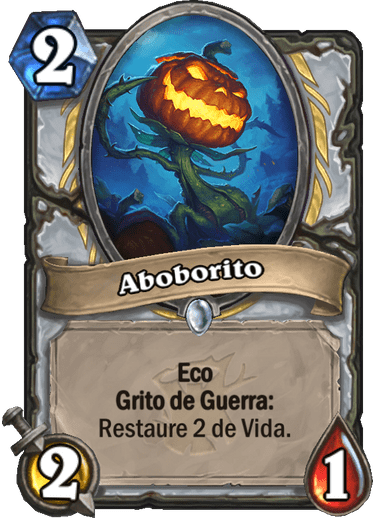 2
Aboborito
Eco
Grito de Guerra:
Restaure 2 de Vida.
2
1